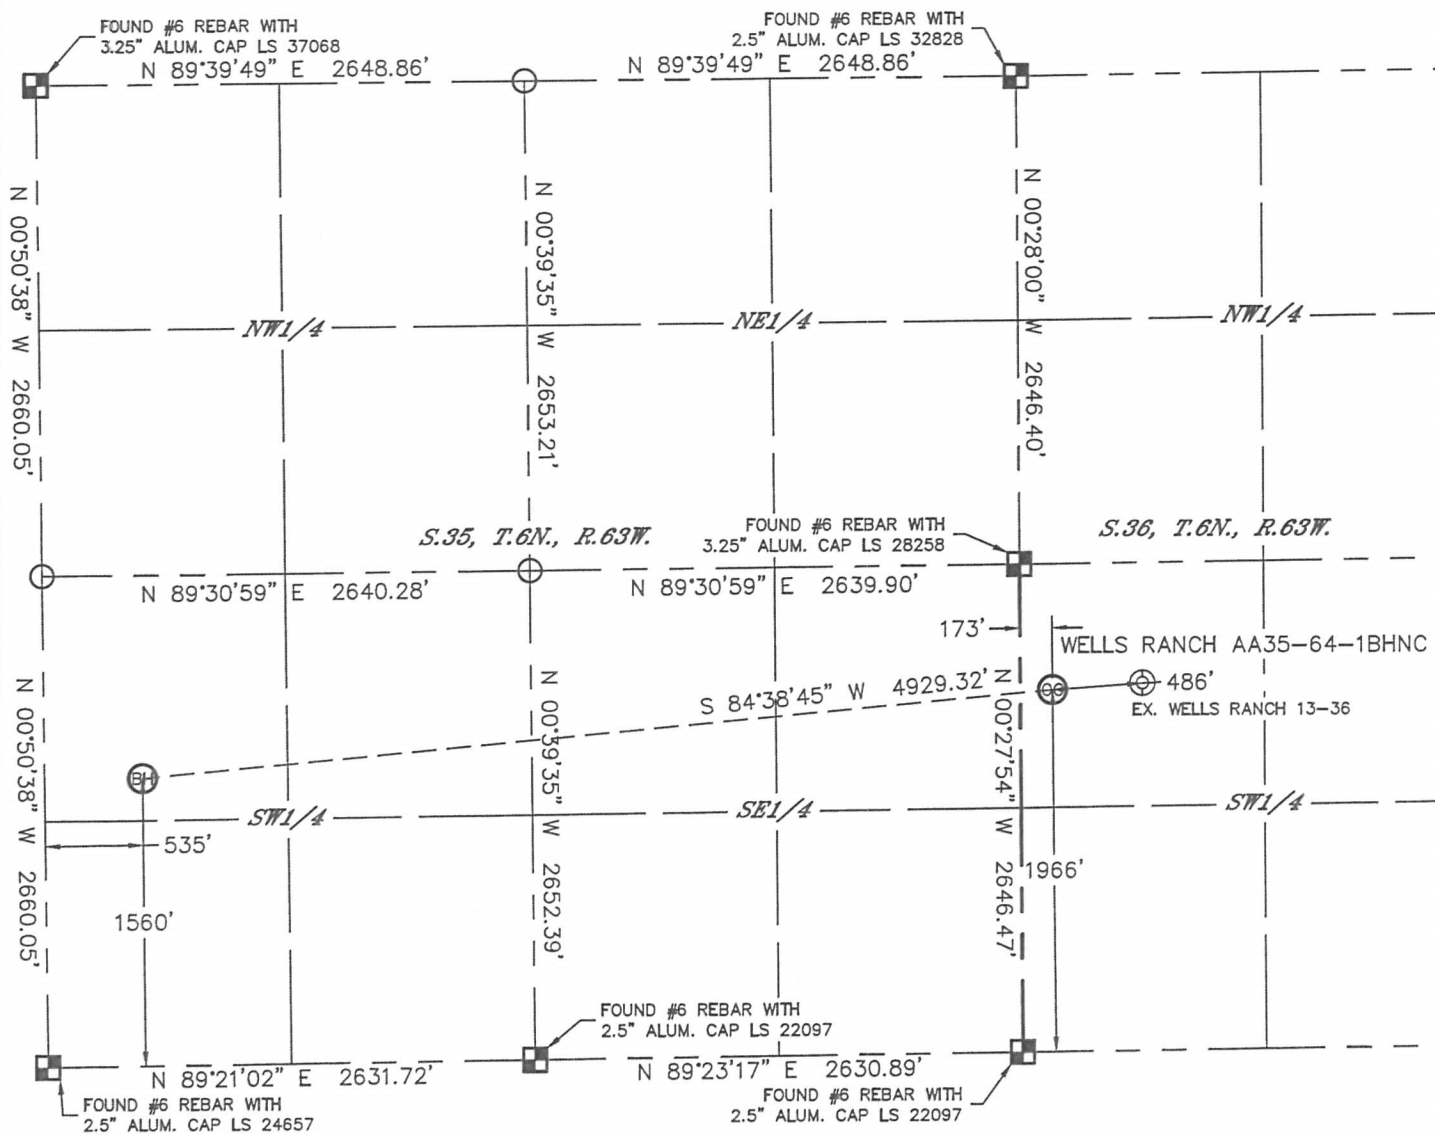 FOUND #6 REBAR WITH
3.25" ALUM. CAP LS 37068
FOUND #6 REBAR WITH
2.5" ALUM. CAP LS 32828
N 89°39'49" E 2648.86'
N 89°39'49" E 2648.86'
N 00°50'38" W 2660.05'
N 00°39'35" W 2653.21'
N 00°28'00" W 2646.40'
NW1/4
NE1/4
NW1/4
S.35, T.6N., R.63W.
FOUND #6 REBAR WITH
3.25" ALUM. CAP LS 28258
S.36, T.6N., R.63W.
N 89°30'59" E 2640.28'
N 89°30'59" E 2639.90'
173'
WELLS RANCH AA35-64-1BHNC
S 84°38'45" W 4929.32'
OG
486'
EX. WELLS RANCH 13-36
N 00°50'38" W 2660.05'
N 00°39'35" W 2652.39'
N 00°27'54" W 2646.47'
BH
SW1/4
SE1/4
SW1/4
535'
1966'
1560'
FOUND #6 REBAR WITH
2.5" ALUM. CAP LS 22097
N 89°21'02" E 2631.72'
N 89°23'17" E 2630.89'
FOUND #6 REBAR WITH
2.5" ALUM. CAP LS 24657
FOUND #6 REBAR WITH
2.5" ALUM. CAP LS 22097